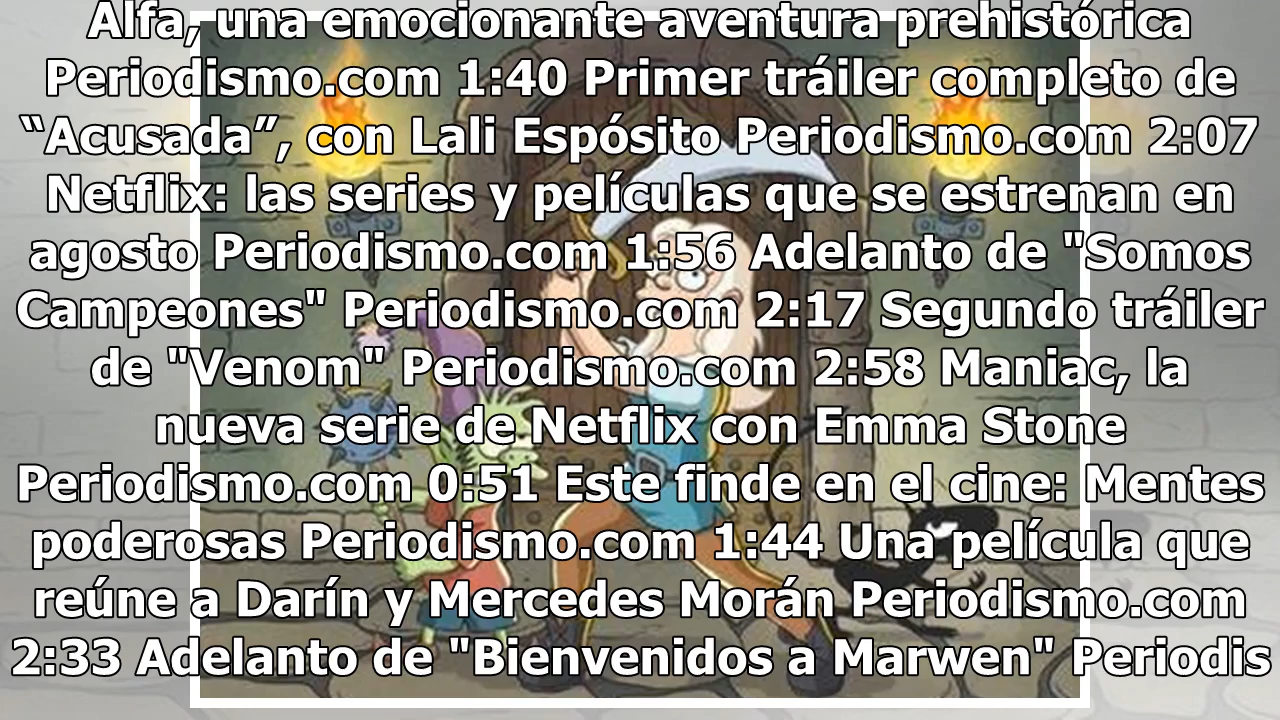 Alfa, una emocionante aventura prehistórica
Periodismo.com 1:40 Primer tráiler completo de
“Acusada”, con Lali Espósito Periodismo.com 2:07
Netflix: las series y películas que se estrenan en
agosto Periodismo.com 1:56 Adelanto de "Somos
Campeones" Periodismo.com 2:17 Segundo tráiler
de "Venom" Periodismo.com 2:58 Maniac, la
nueva serie de Netflix con Emma Stone
Periodismo.com 0:51 Este finde en el cine: Mentes
poderosas Periodismo.com 1:44 Una película que
reúne a Darín y Mercedes Morán Periodismo.com
2:33 Adelanto de "Bienvenidos a Marwen" Periodis